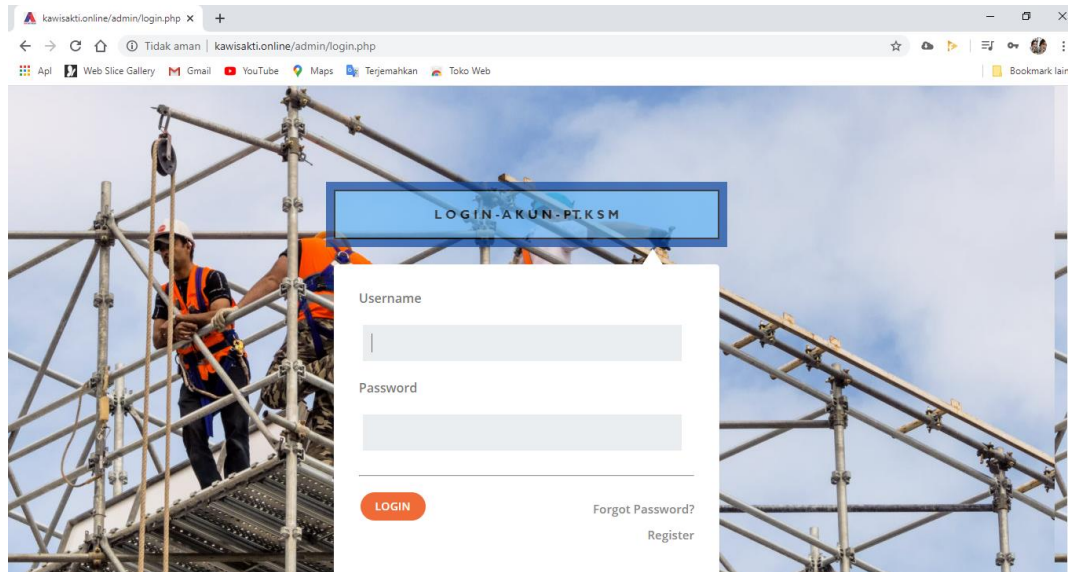 kawisakti.online/admin/login.php
Tidak aman | kawisakti.online/admin/login.php
Apl Web Slice Gallery Gmail YouTube Maps Terjemahkan Toko Web Bookmark lain
LOGIN-AKUN-PT.KSM
Username
Password
LOGIN Forgot Password?
Register